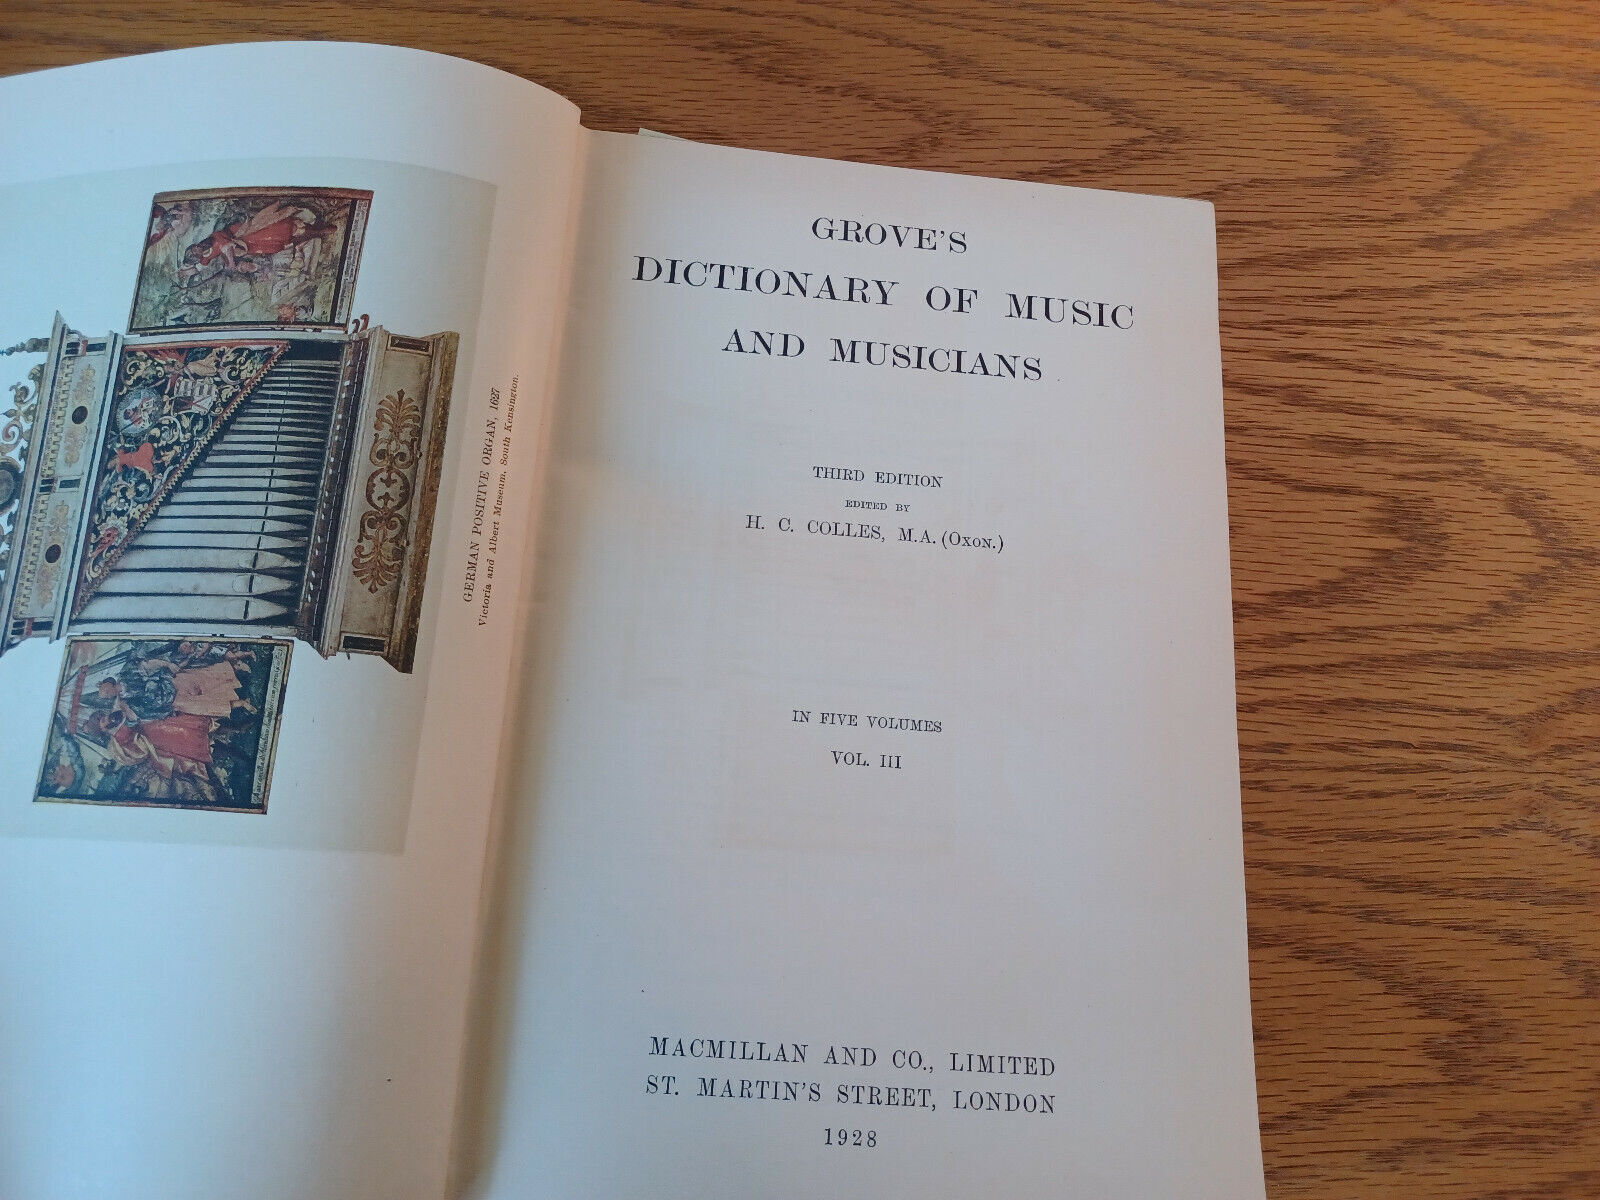 GERMAN POSITIVE ORGAN, 1627
Victoria and Albert Museum, South Kensington.
GROVE'S
DICTIONARY OF MUSIC
AND MUSICIANS
THIRD EDITION
EDITED BY
H. C. COLLES, M.A. (OXON.)
IN FIVE VOLUMES
VOL. III
MACMILLAN AND CO., LIMITED
ST. MARTIN'S STREET, LONDON
1928